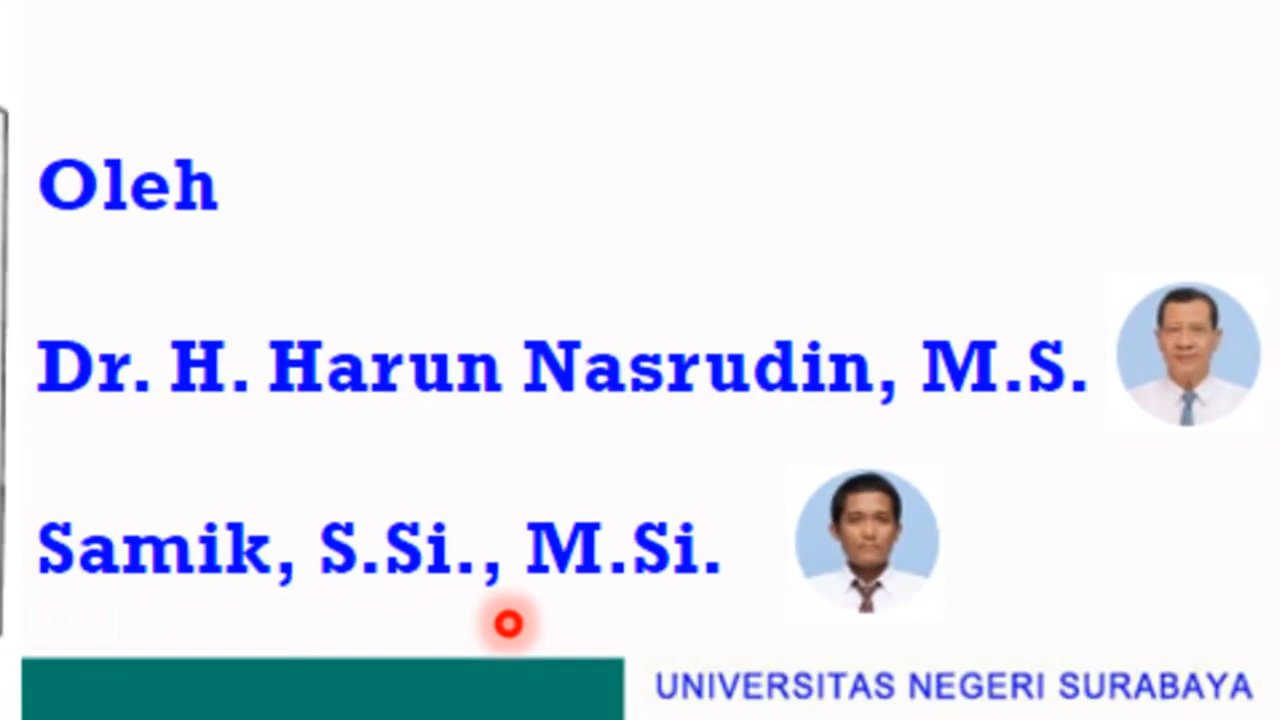 Oleh
Dr. H. Harun Nasrudin, M.S.
Samik, S.Si., M.Si.
UNIVERSITAS NEGERI SURABAYA